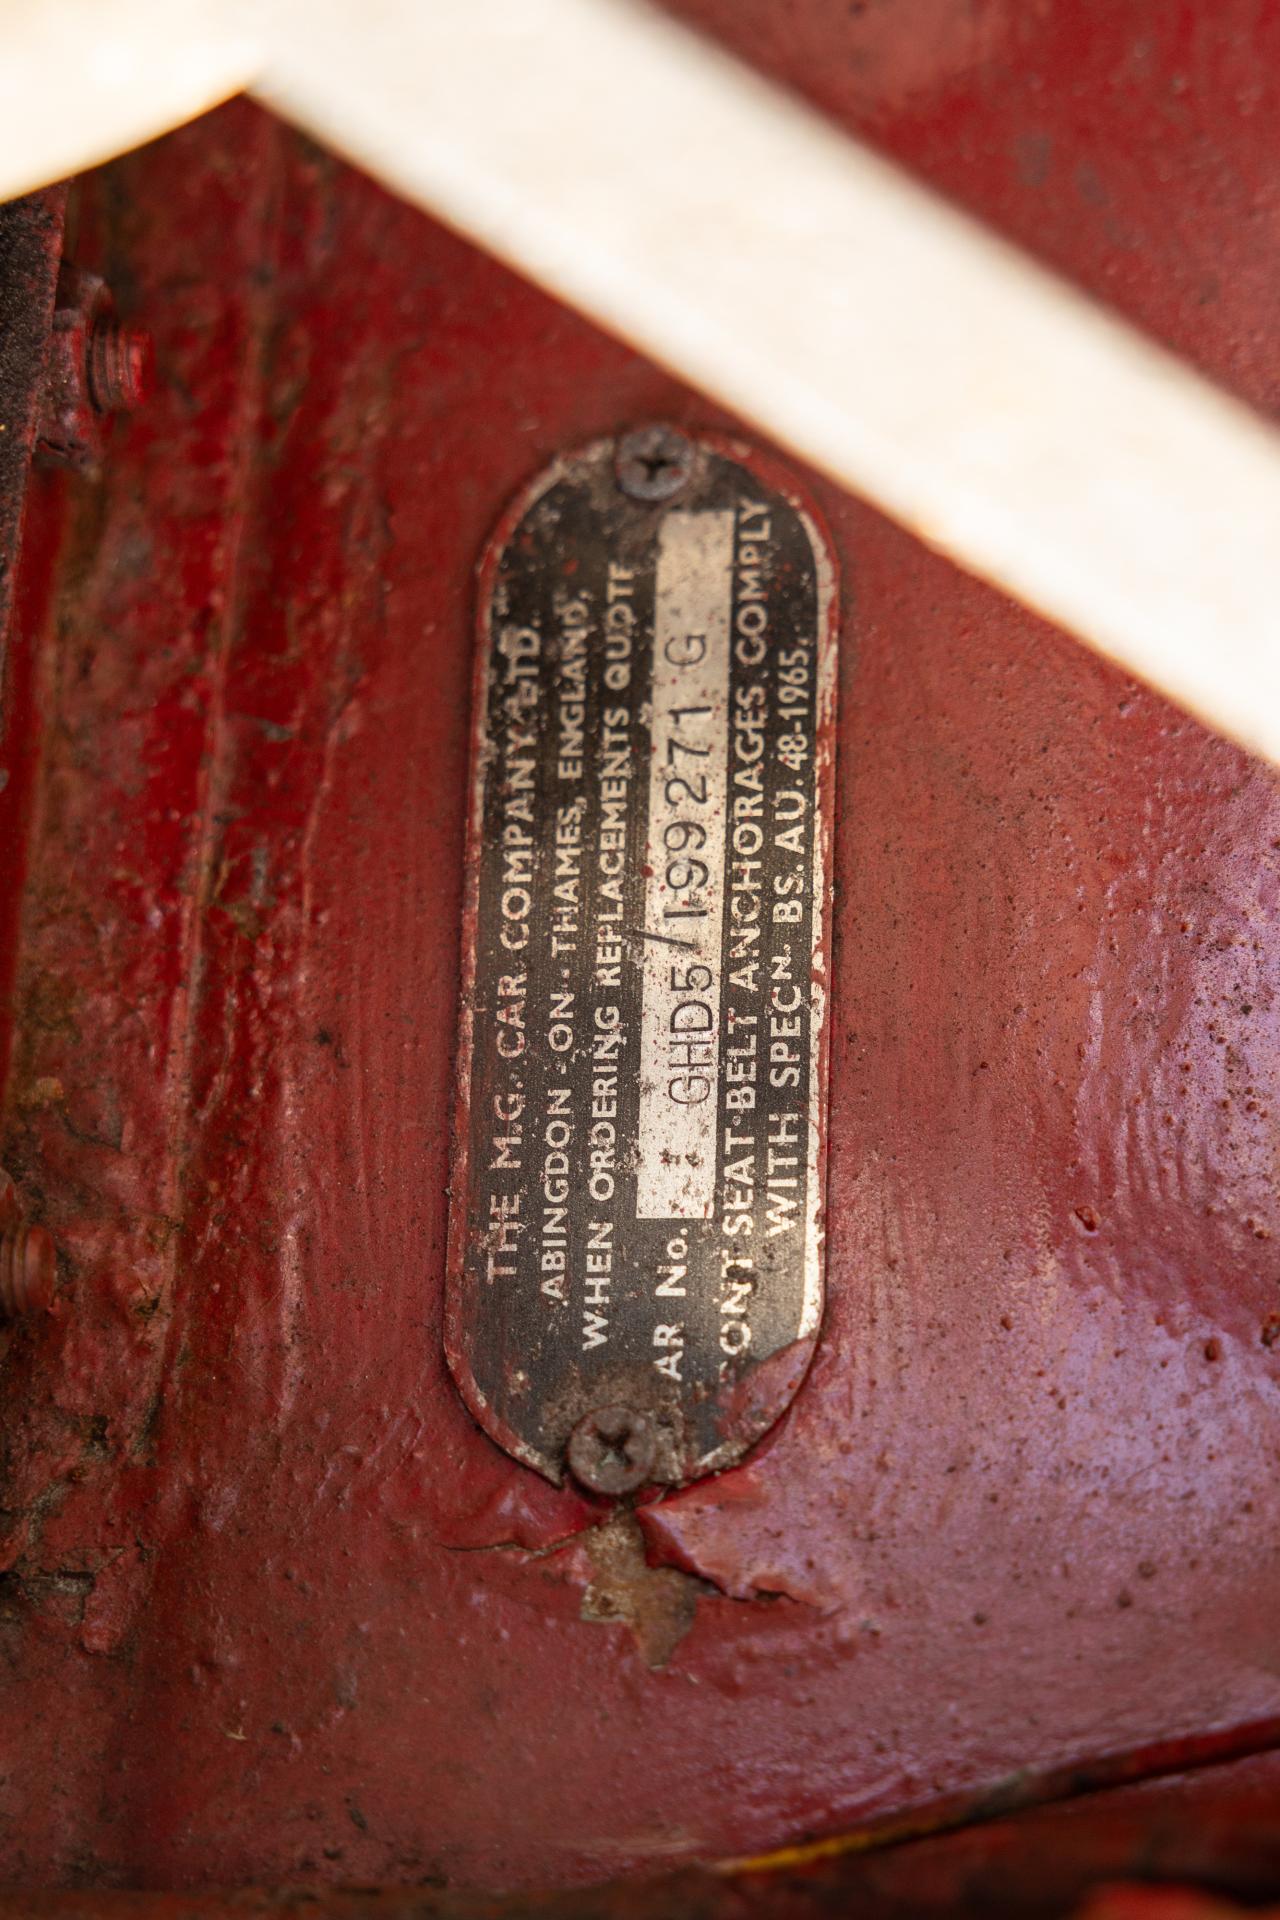 THE M.G. CAR COMPANY LTD.
ABINGDON-ON-THAMES, ENGLAND,
WHEN ORDERING REPLACEMENTS QUOTE
AR No. GHD5/199271 G
FRONT SEAT BELT ANCHORAGES COMPLY
WITH SPECN. BS. AU. 48-1965.